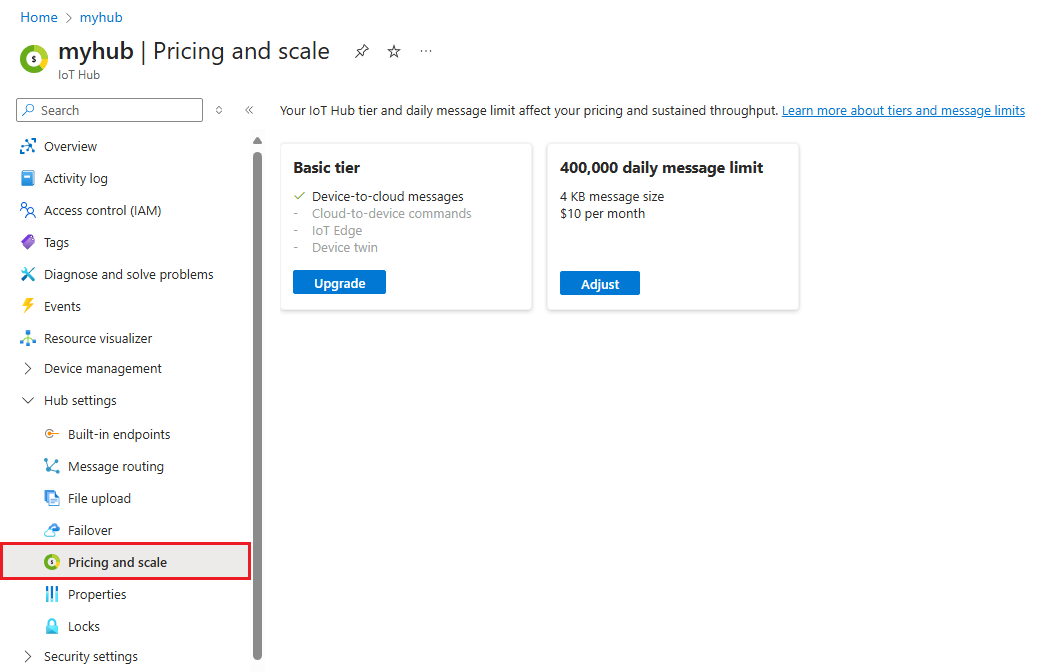 Home > myhub
myhub | Pricing and scale
IoT Hub
Search
Overview
Activity log
Access control (IAM)
Tags
Diagnose and solve problems
Events
Resource visualizer
Device management
Hub settings
Built-in endpoints
Message routing
File upload
Failover
Pricing and scale
Properties
Locks
Security settings
Your IoT Hub tier and daily message limit affect your pricing and sustained throughput. Learn more about tiers and message limits
Basic tier
Device-to-cloud messages
- Cloud-to-device commands
- IoT Edge
- Device twin
Upgrade
400,000 daily message limit
4 KB message size
$10 per month
Adjust